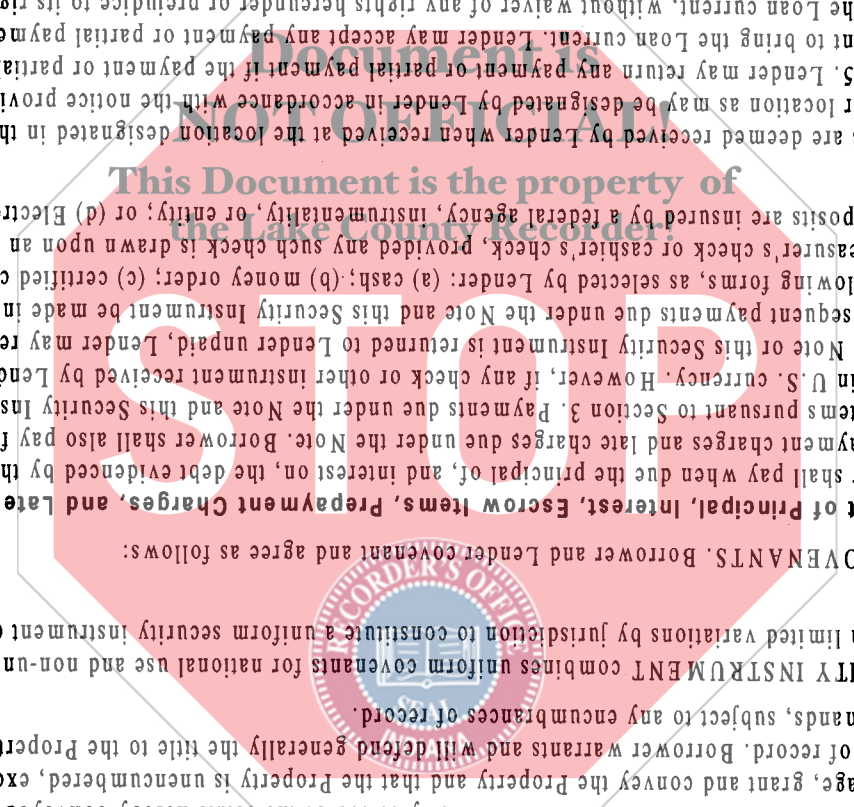 Document is
NOT OFFICIAL!
This Document is the property of
the Lake County Recorder!
STOP
RECORDER'S OFFICE
SEAL
INDIANA
age, grant and convey the Property and that the Property is unencumbered, exc
of record. Borrower warrants and will defend generally the title to the Propert
mands, subject to any encumbrances of record.
ITY INSTRUMENT combines uniform covenants for national use and non-un
limited variations by jurisdiction to constitute a uniform security instrument
OVENANTS. Borrower and Lender covenant and agree as follows:
t of Principal, Interest, Escrow Items, Prepayment Charges, and Late
r shall pay when due the principal of, and interest on, the debt evidenced by th
ayment charges and late charges due under the Note. Borrower shall also pay f
tems pursuant to Section 3. Payments due under the Note and this Security Ins
in U.S. currency. However, if any check or other instrument received by Lend
Note or this Security Instrument is returned to Lender unpaid, Lender may re
sequent payments due under the Note and this Security Instrument be made in
lowing forms, as selected by Lender: (a) cash; (b) money order; (c) certified c
easurer's check or cashier's check, provided any such check is drawn upon an
posits are insured by a federal agency, instrumentality, or entity; or (d) Electr
are deemed received by Lender when received at the location designated in th
r location as may be designated by Lender in accordance with the notice provi
5. Lender may return any payment or partial payment if the payment or partia
nt to bring the Loan current. Lender may accept any payment or partial payme
he Loan current, without waiver of any rights hereunder or prejudice to its rig